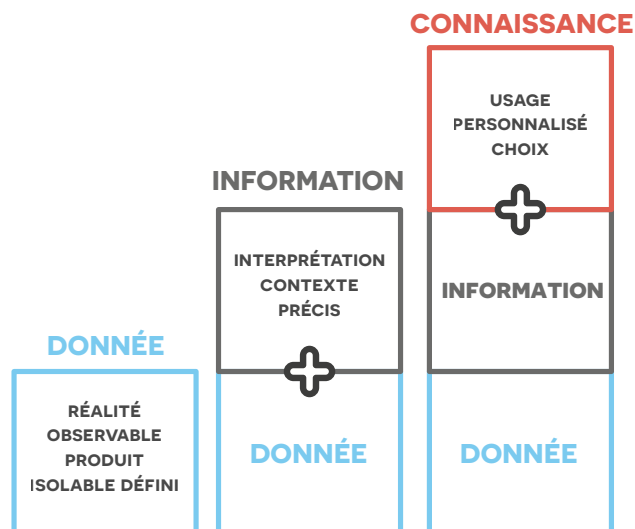 DONNÉE
RÉALITÉ
OBSERVABLE
PRODUIT
ISOLABLE DÉFINI
INFORMATION
INTERPRÉTATION
CONTEXTE
PRÉCIS
DONNÉE
CONNAISSANCE
USAGE
PERSONNALISÉ
CHOIX
INFORMATION
DONNÉE